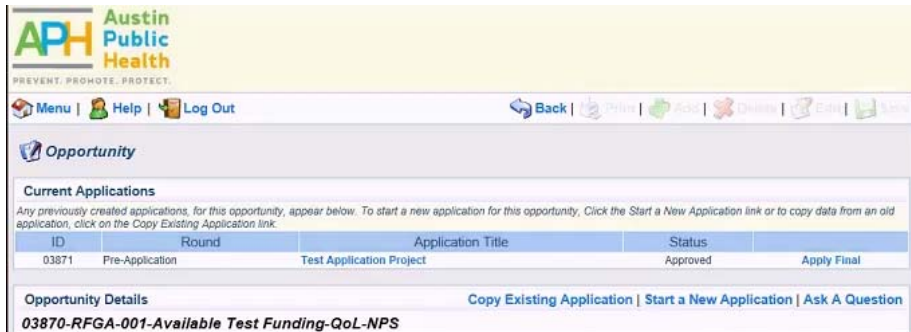 APH Austin
Public
Health
PREVENT. PROMOTE. PROTECT.
Menu | Help | Log Out Back | Print | Add | Delete | Edit | Save
Opportunity
Current Applications
Any previously created applications, for this opportunity, appear below. To start a new application for this opportunity, Click the Start a New Application link or to copy data from an old
application, click on the Copy Existing Application link.
ID Round Application Title Status
03871 Pre-Application Test Application Project Approved Apply Final
Opportunity Details Copy Existing Application | Start a New Application | Ask A Question
03870-RFGA-001-Available Test Funding-QoL-NPS